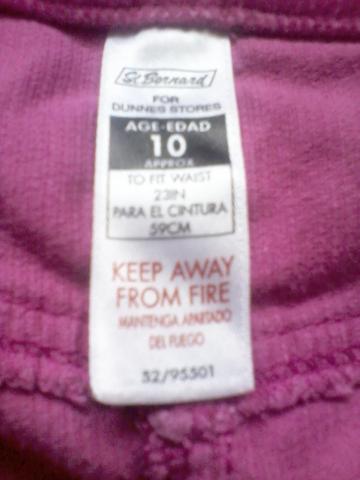 St Bernard
FOR
DUNNES STORES
AGE-EDAD
10
APPROX
TO FIT WAIST
23IN
PARA EL CINTURA
59CM
KEEP AWAY
FROM FIRE
MANTENGA APARTADO
DEL FUEGO
52/95501